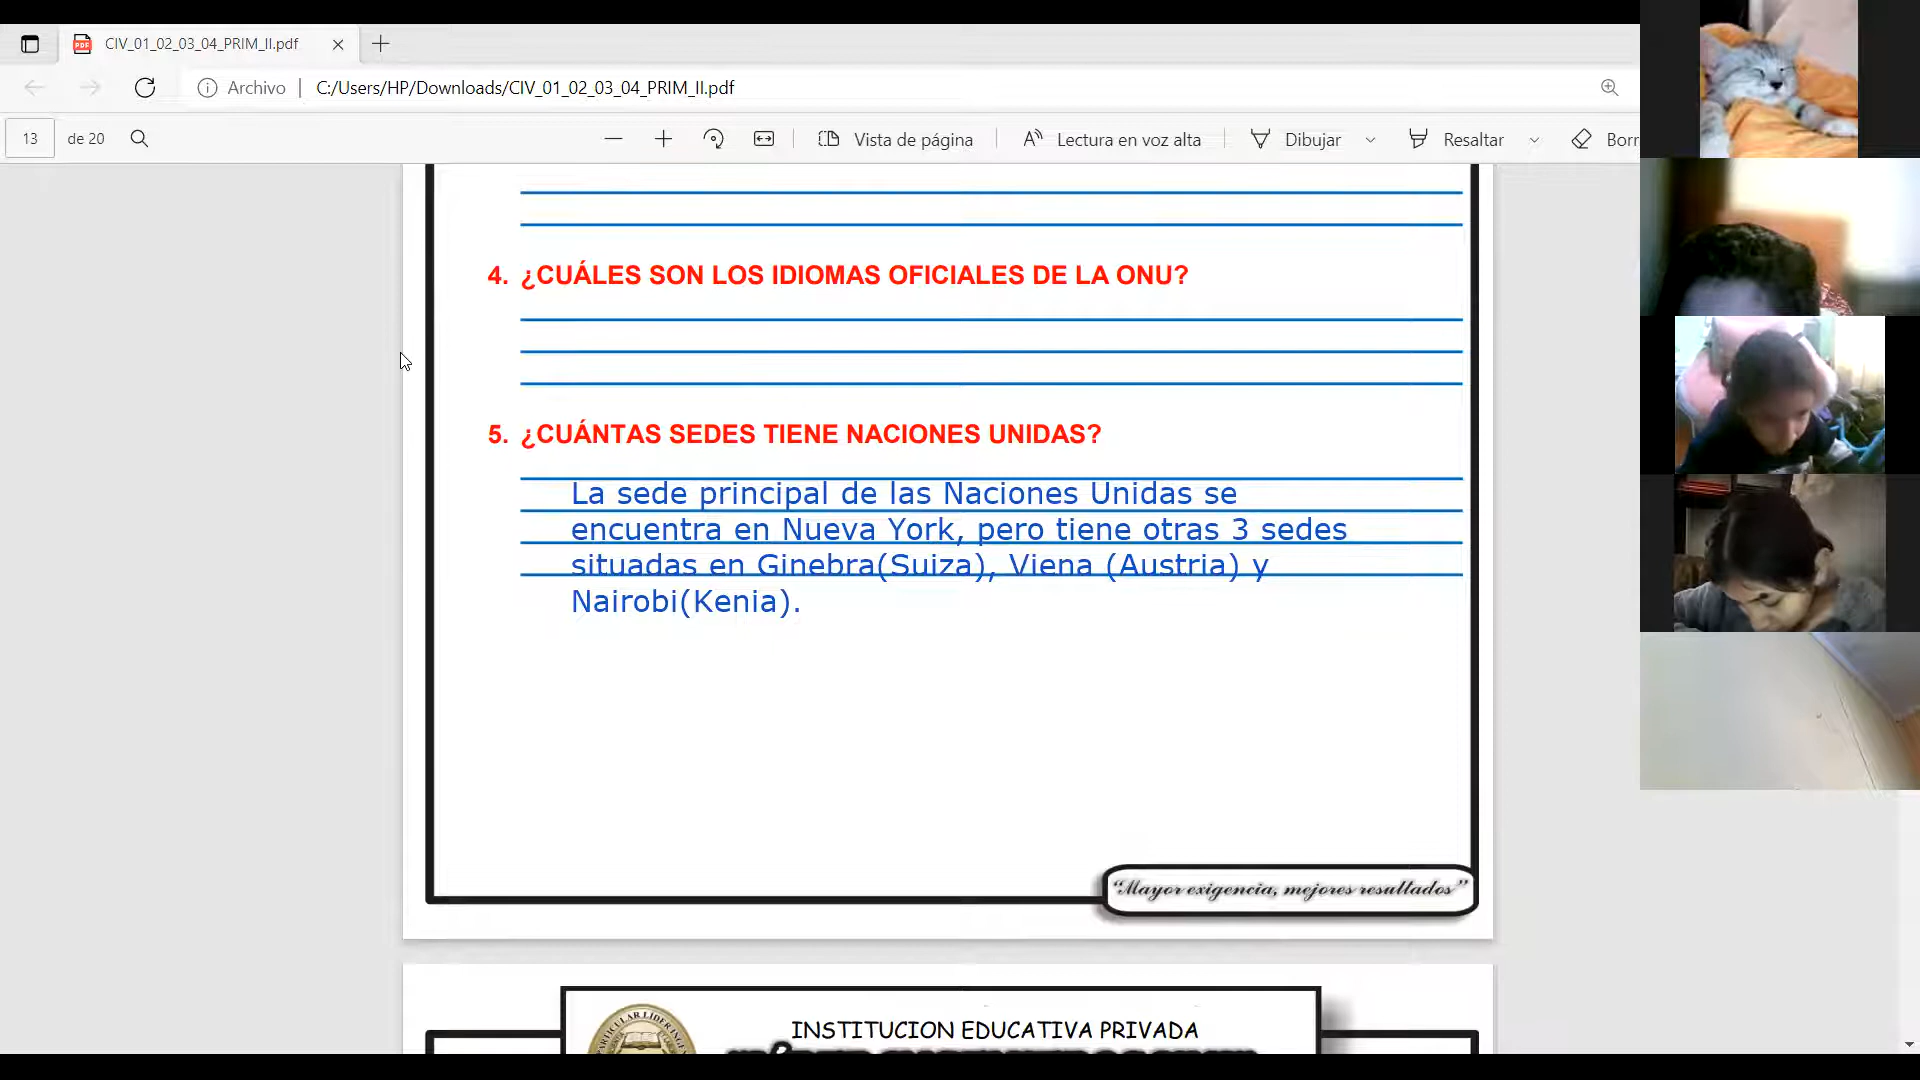 CIV_01_02_03_04_PRIM_II.pdf
Archivo
C:/Users/HP/Downloads/CIV_01_02_03_04_PRIM_II.pdf
13 de 20
Vista de página
Lectura en voz alta
Dibujar
Resaltar
Borr
4. ¿CUÁLES SON LOS IDIOMAS OFICIALES DE LA ONU?
5. ¿CUÁNTAS SEDES TIENE NACIONES UNIDAS?
La sede principal de las Naciones Unidas se
encuentra en Nueva York, pero tiene otras 3 sedes
situadas en Ginebra(Suiza), Viena (Austria) y
Nairobi(Kenia).
“Mayor exigencia, mejores resultados”
INSTITUCION EDUCATIVA PRIVADA